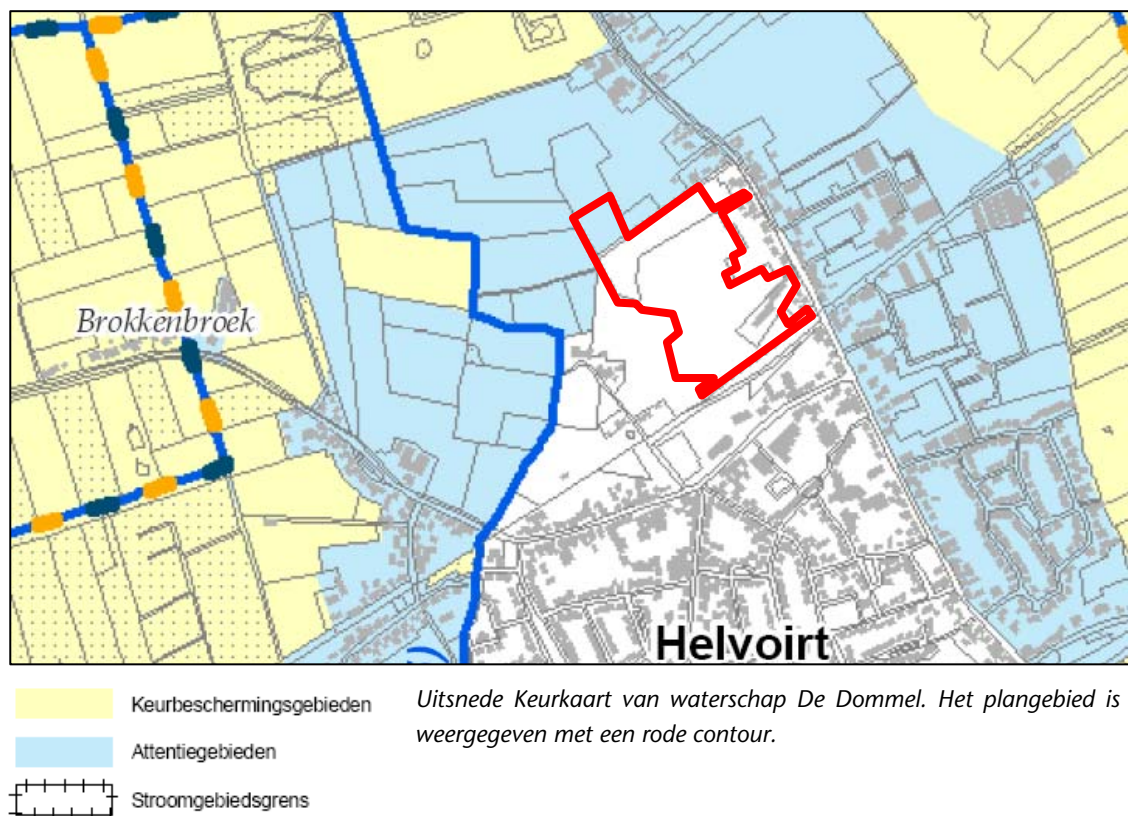 Brokkenbroek
Helvoirt
Keurbeschermingsgebieden
Attentiegebieden
Stroomgebiedsgrens
Uitsnede Keurkaart van waterschap De Dommel. Het plangebied is
weergegeven met een rode contour.